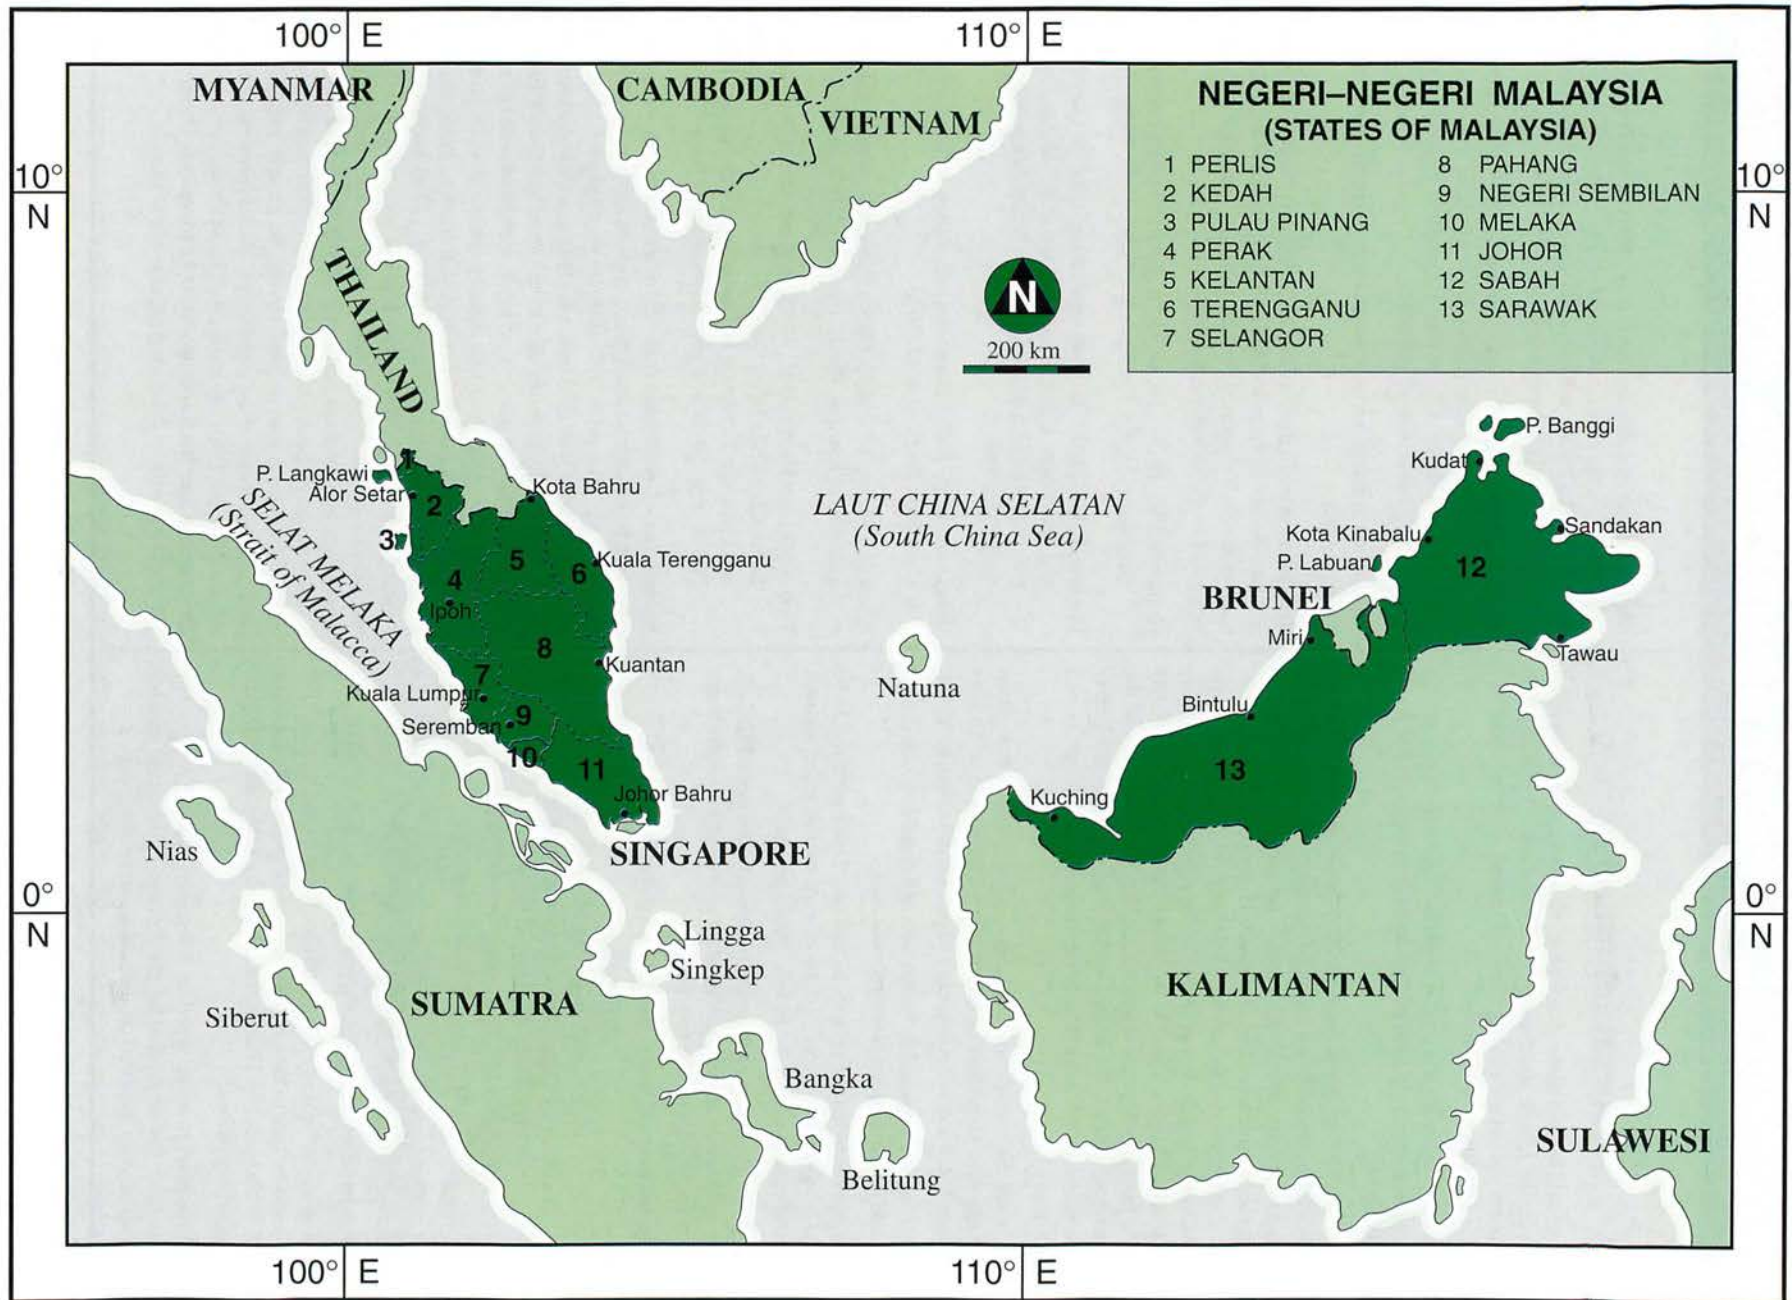 100° E
110° E
MYANMAR
CAMBODIA
VIETNAM
NEGERI–NEGERI MALAYSIA
(STATES OF MALAYSIA)
1 PERLIS
2 KEDAH
3 PULAU PINANG
4 PERAK
5 KELANTAN
6 TERENGGANU
7 SELANGOR
8 PAHANG
9 NEGERI SEMBILAN
10 MELAKA
11 JOHOR
12 SABAH
13 SARAWAK
10°
N
10°
N
THAILAND
N
200 km
P. Banggi
Kudat
1
P. Langkawi
Alor Setar
2
Kota Bahru
SELAT MELAKA
(Strait of Malacca)
LAUT CHINA SELATAN
(South China Sea)
3
5
4
6
Kuala Terengganu
Ipoh
Kota Kinabalu
Sandakan
P. Labuan
12
BRUNEI
Miri
Tawau
8
Kuantan
7
Kuala Lumpur
Natuna
Bintulu
9
Seremban
10
11
13
Johor Bahru
Kuching
Nias
SINGAPORE
0°
N
0°
N
Lingga
Singkep
KALIMANTAN
Siberut
SUMATRA
Bangka
Belitung
SULAWESI
100° E
110° E